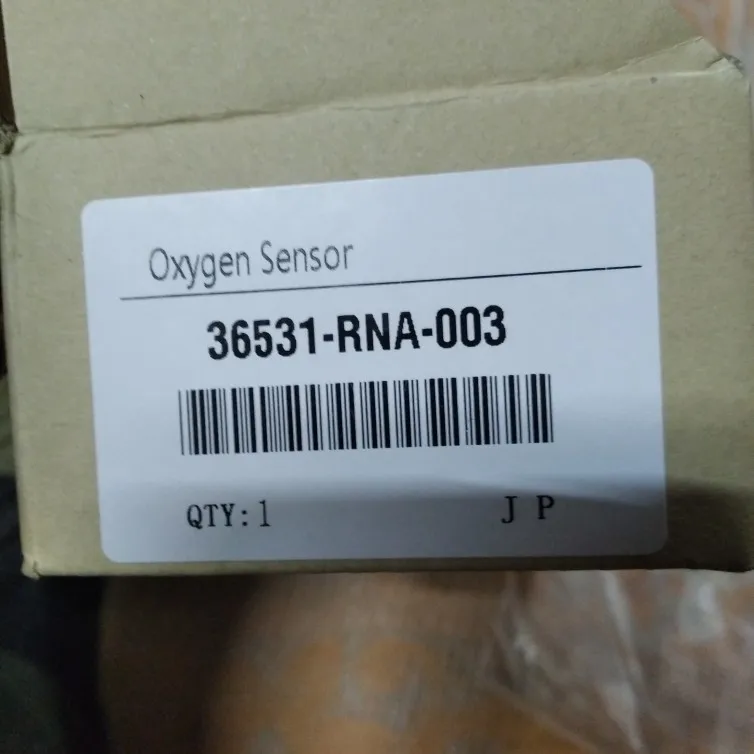 Oxygen Sensor
36531-RNA-003
QTY: 1 J P